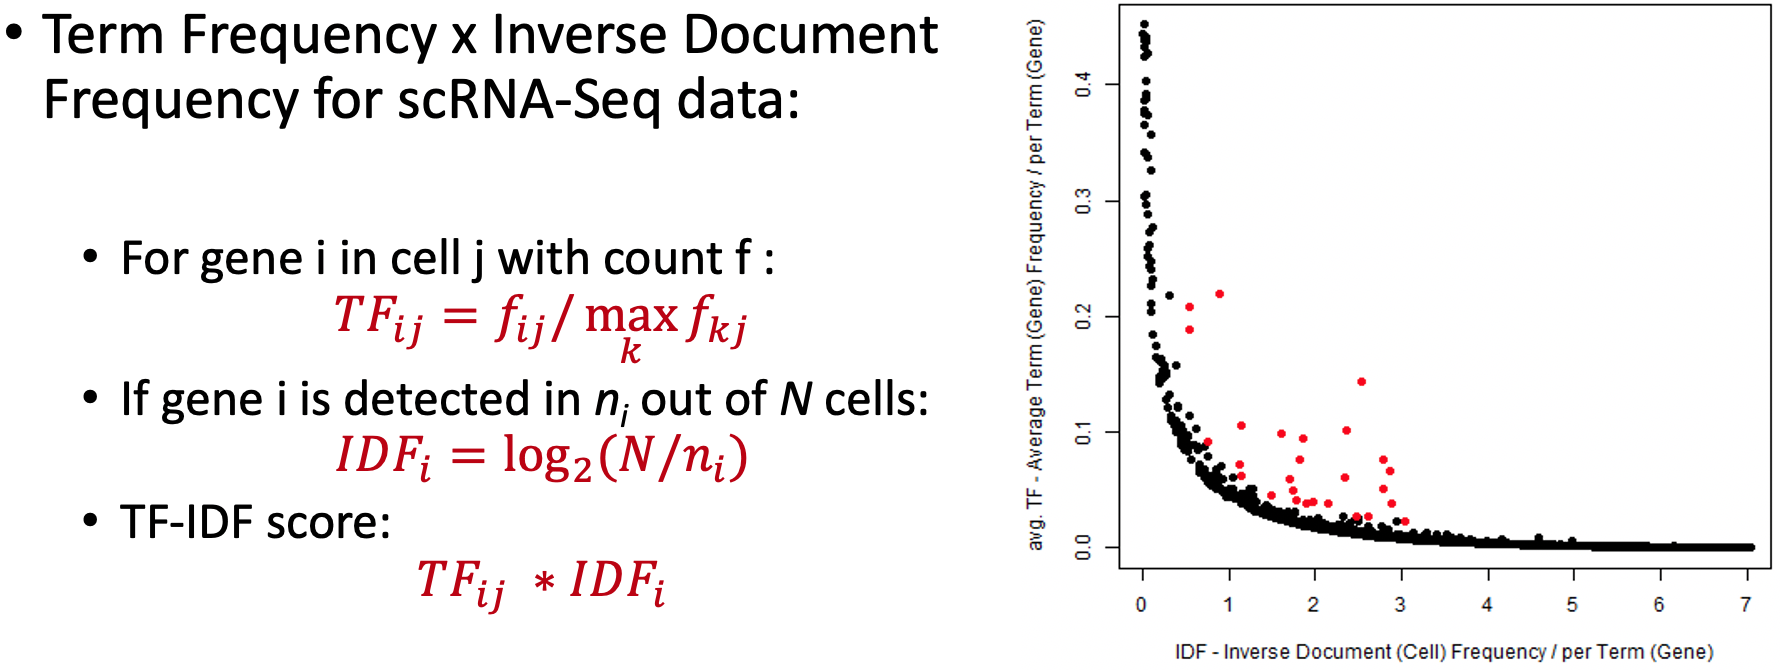 • Term Frequency x Inverse Document
Frequency for scRNA-Seq data:
• For gene i in cell j with count f :
TF_{ij} = f_{ij}/ max_k f_{kj}
• If gene i is detected in n_i out of N cells:
IDF_i = log_2(N/n_i)
• TF-IDF score:
TF_{ij} * IDF_i
avg. TF - Average Term (Gene) Frequency / per Term (Gene)
0.4
0.3
0.2
0.1
0.0
0 1 2 3 4 5 6 7
IDF - Inverse Document (Cell) Frequency / per Term (Gene)